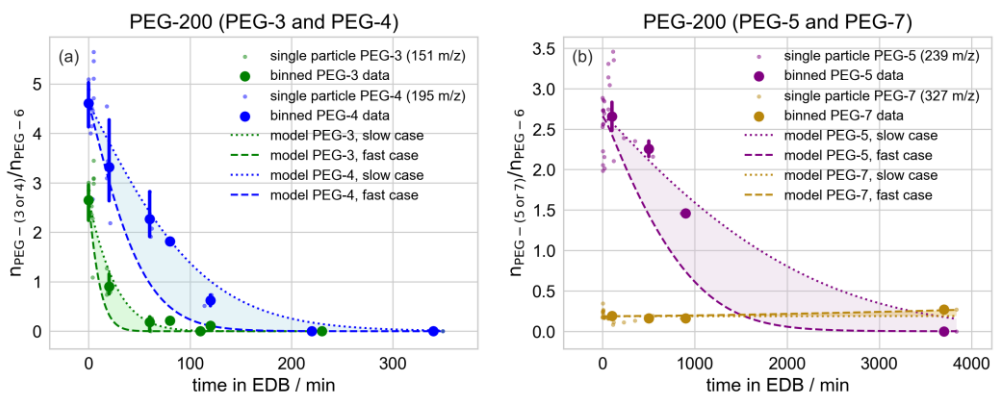 PEG-200 (PEG-3 and PEG-4)
(a)
single particle PEG-3 (151 m/z)
binned PEG-3 data
single particle PEG-4 (195 m/z)
binned PEG-4 data
model PEG-3, slow case
model PEG-3, fast case
model PEG-4, slow case
model PEG-4, fast case
5
4
3
2
1
0
n_PEG−(3 or 4)/n_PEG−6
0 100 200 300
time in EDB / min
PEG-200 (PEG-5 and PEG-7)
(b)
single particle PEG-5 (239 m/z)
binned PEG-5 data
single particle PEG-7 (327 m/z)
binned PEG-7 data
model PEG-5, slow case
model PEG-5, fast case
model PEG-7, slow case
model PEG-7, fast case
3.5
3.0
2.5
2.0
1.5
1.0
0.5
0.0
n_PEG−(5 or 7)/n_PEG−6
0 1000 2000 3000 4000
time in EDB / min